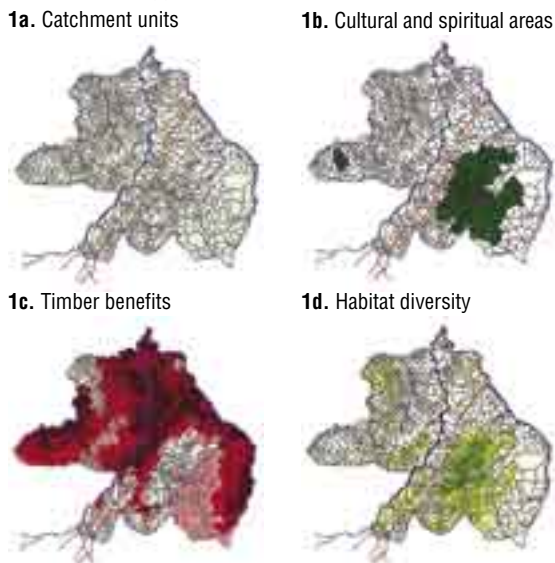 1a. Catchment units
1b. Cultural and spiritual areas
1c. Timber benefits
1d. Habitat diversity